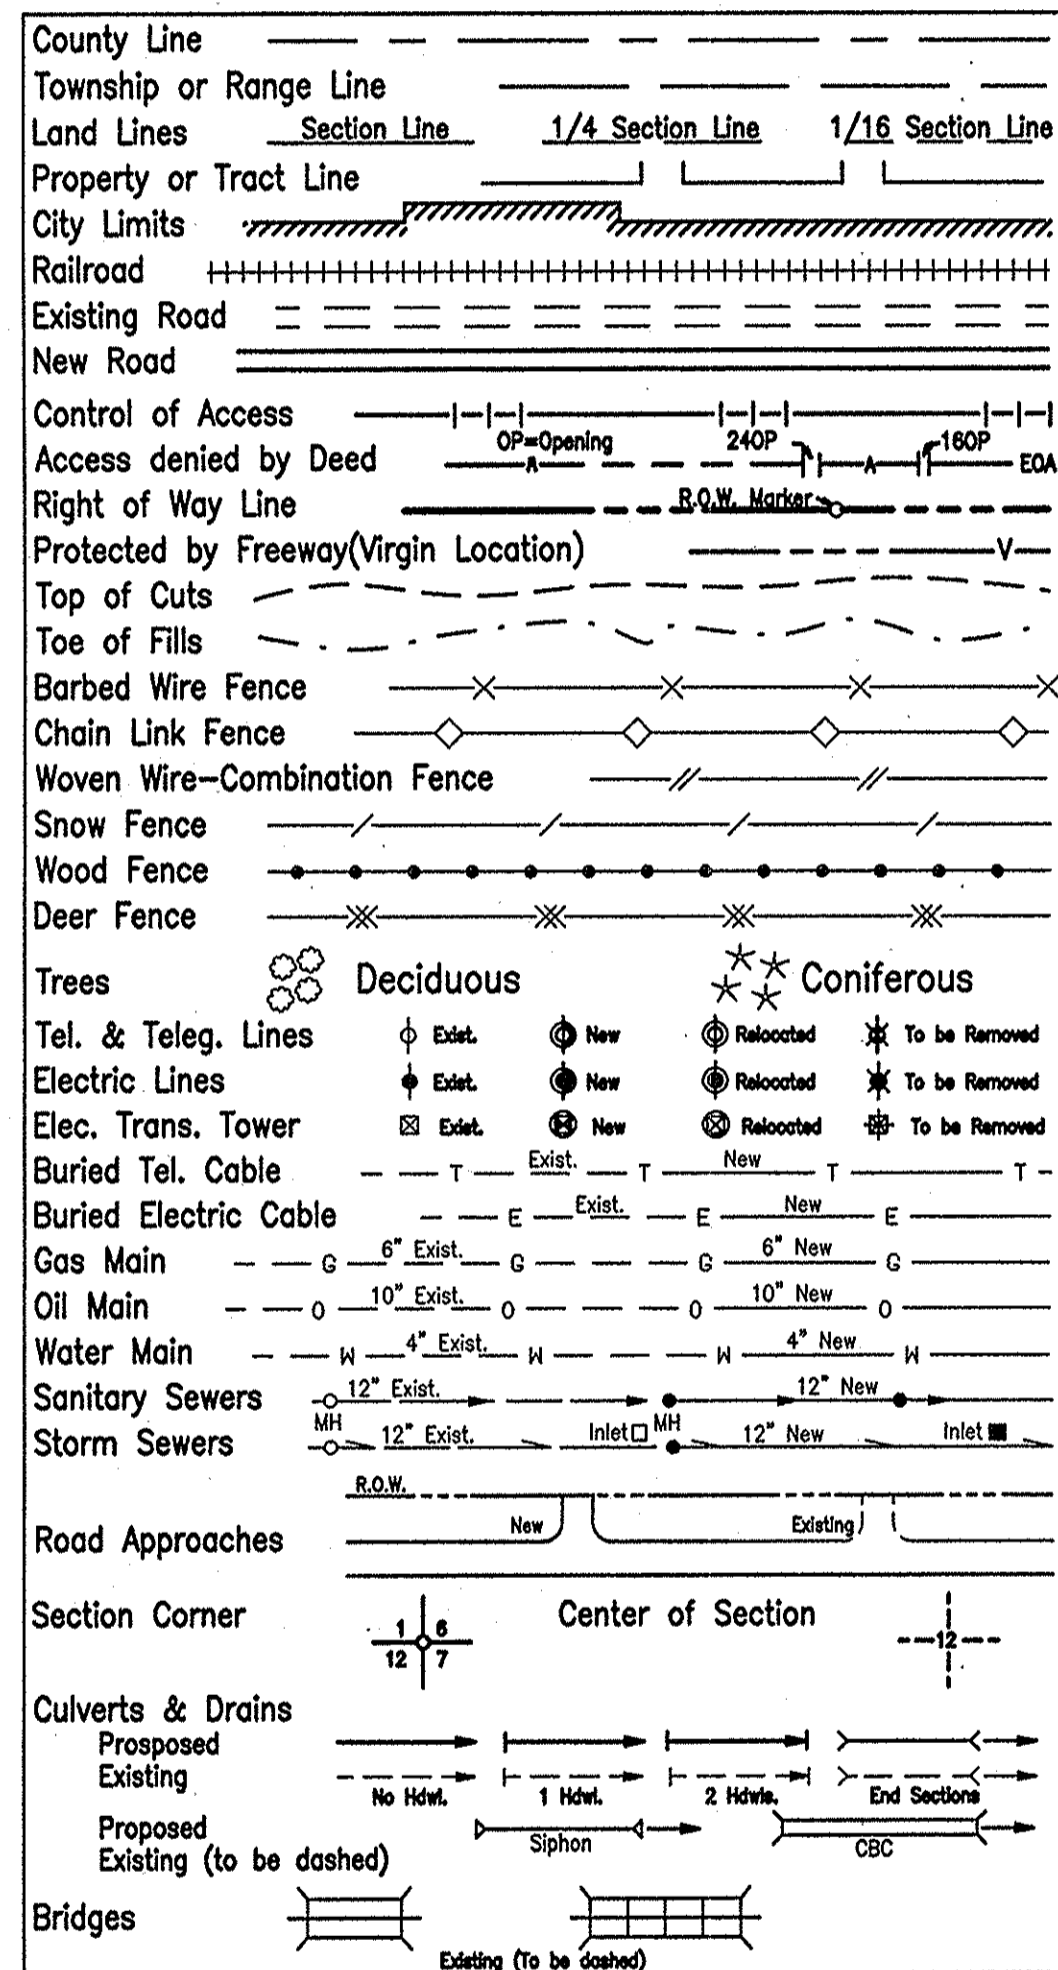 County Line
Township or Range Line
Land Lines Section Line 1/4 Section Line 1/16 Section Line
Property or Tract Line
City Limits
Railroad
Existing Road
New Road
Control of Access
OP=Opening 240P 160P
Access denied by Deed A A EOA
Right of Way Line R.O.W. Marker
Protected by Freeway(Virgin Location) V
Top of Cuts
Toe of Fills
Barbed Wire Fence
Chain Link Fence
Woven Wire-Combination Fence
Snow Fence
Wood Fence
Deer Fence
Trees Deciduous Coniferous
Tel. & Teleg. Lines Exist. New Relocated To be Removed
Electric Lines Exist. New Relocated To be Removed
Elec. Trans. Tower Exist. New Relocated To be Removed
Buried Tel. Cable T Exist. T New T T
Buried Electric Cable E Exist. E New E
Gas Main G 6" Exist. G G 6" New G
Oil Main O 10" Exist. O O 10" New O
Water Main W 4" Exist. W W 4" New W
Sanitary Sewers 12" Exist. 12" New
MH MH
Storm Sewers 12" Exist. Inlet 12" New Inlet
R.O.W.
Road Approaches New Existing
Section Corner 1 6 Center of Section
12 7 12
Culverts & Drains
Prosposed
Existing
No Hdwl. 1 Hdwl. 2 Hdwls. End Sections
Proposed Siphon CBC
Existing (to be dashed)
Bridges
Existing (To be dashed)